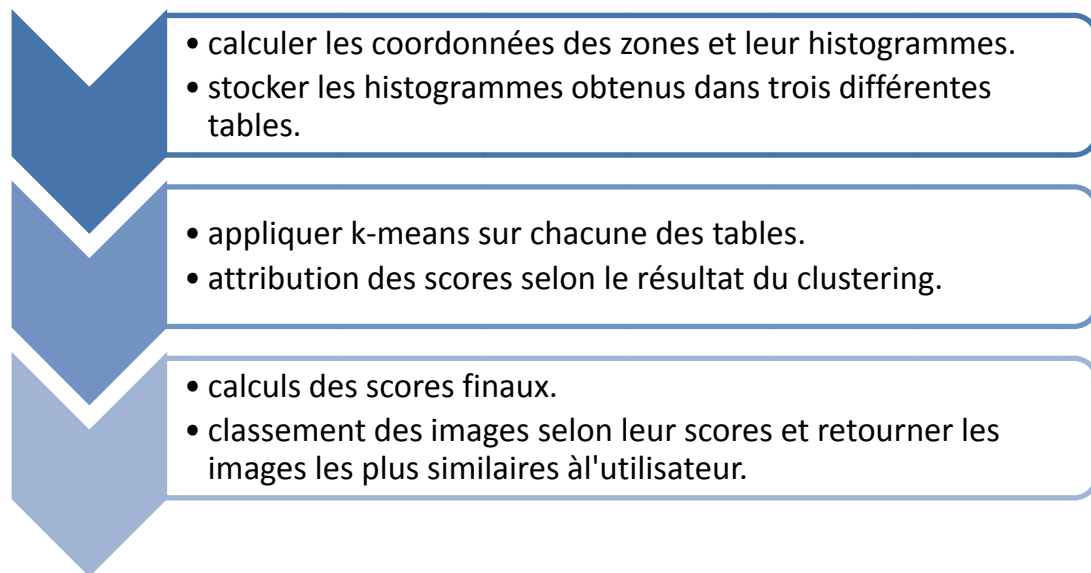 • calculer les coordonnées des zones et leur histogrammes.
• stocker les histogrammes obtenus dans trois différentes
tables.
• appliquer k-means sur chacune des tables.
• attribution des scores selon le résultat du clustering.
• calculs des scores finaux.
• classement des images selon leur scores et retourner les
images les plus similaires àl'utilisateur.